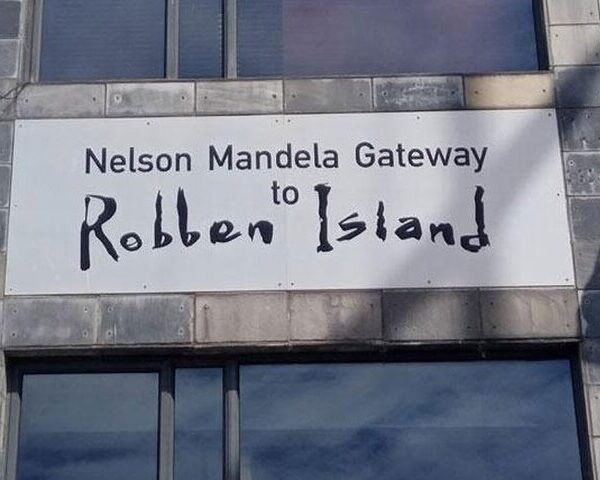 Nelson Mandela Gateway
to
Robben Island